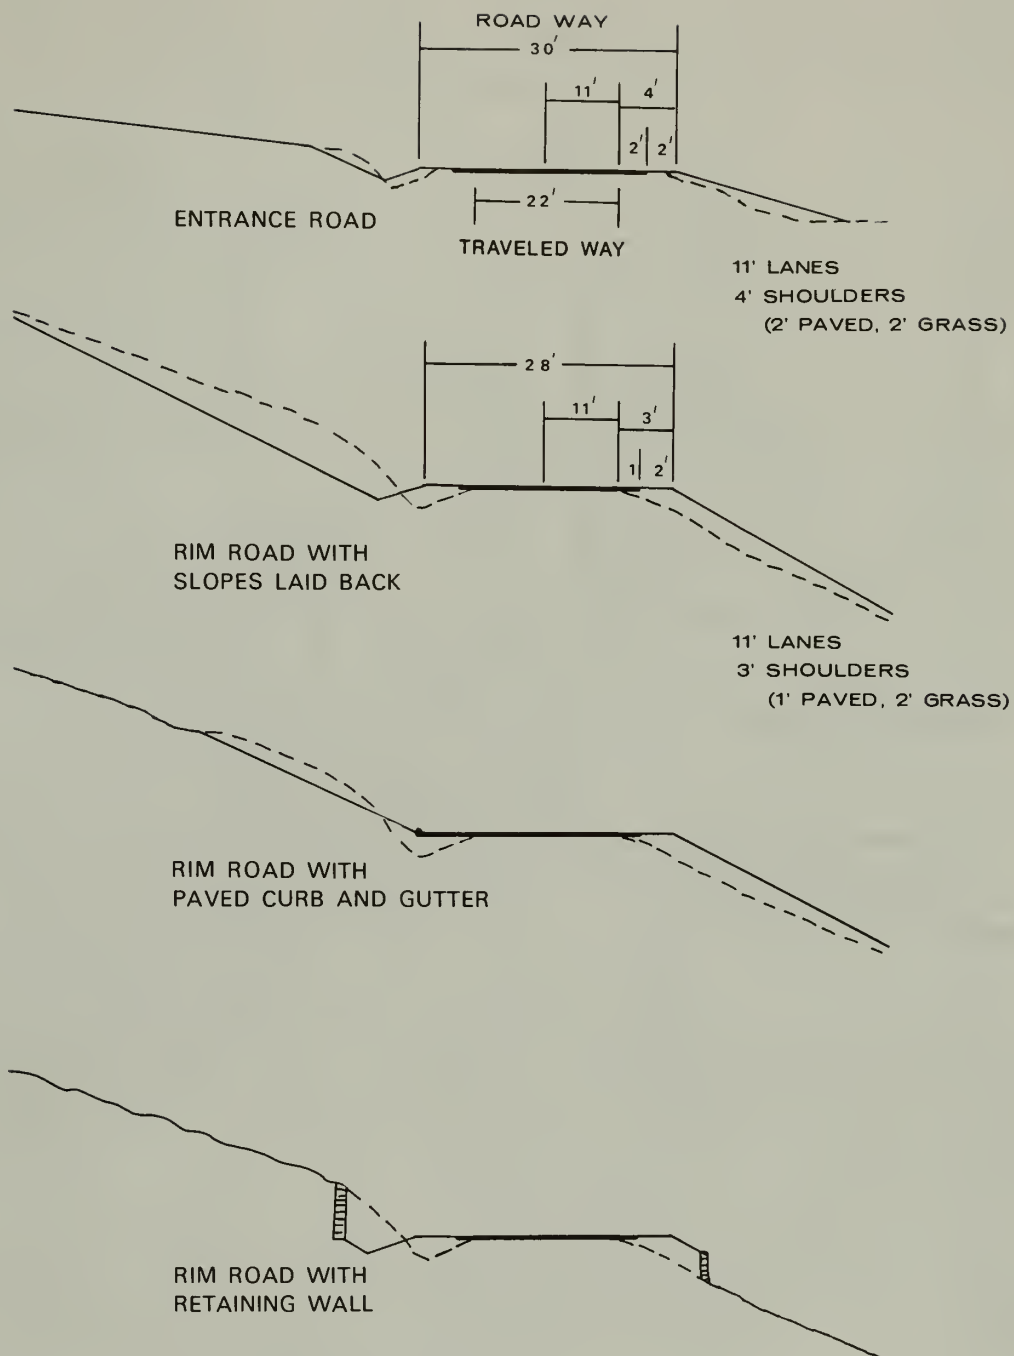 ROAD WAY
30'
11' 4'
2' 2'
22'
ENTRANCE ROAD
TRAVELED WAY
11' LANES
4' SHOULDERS
(2' PAVED, 2' GRASS)
28'
11' 3'
1 2'
RIM ROAD WITH
SLOPES LAID BACK
11' LANES
3' SHOULDERS
(1' PAVED, 2' GRASS)
RIM ROAD WITH
PAVED CURB AND GUTTER
RIM ROAD WITH
RETAINING WALL